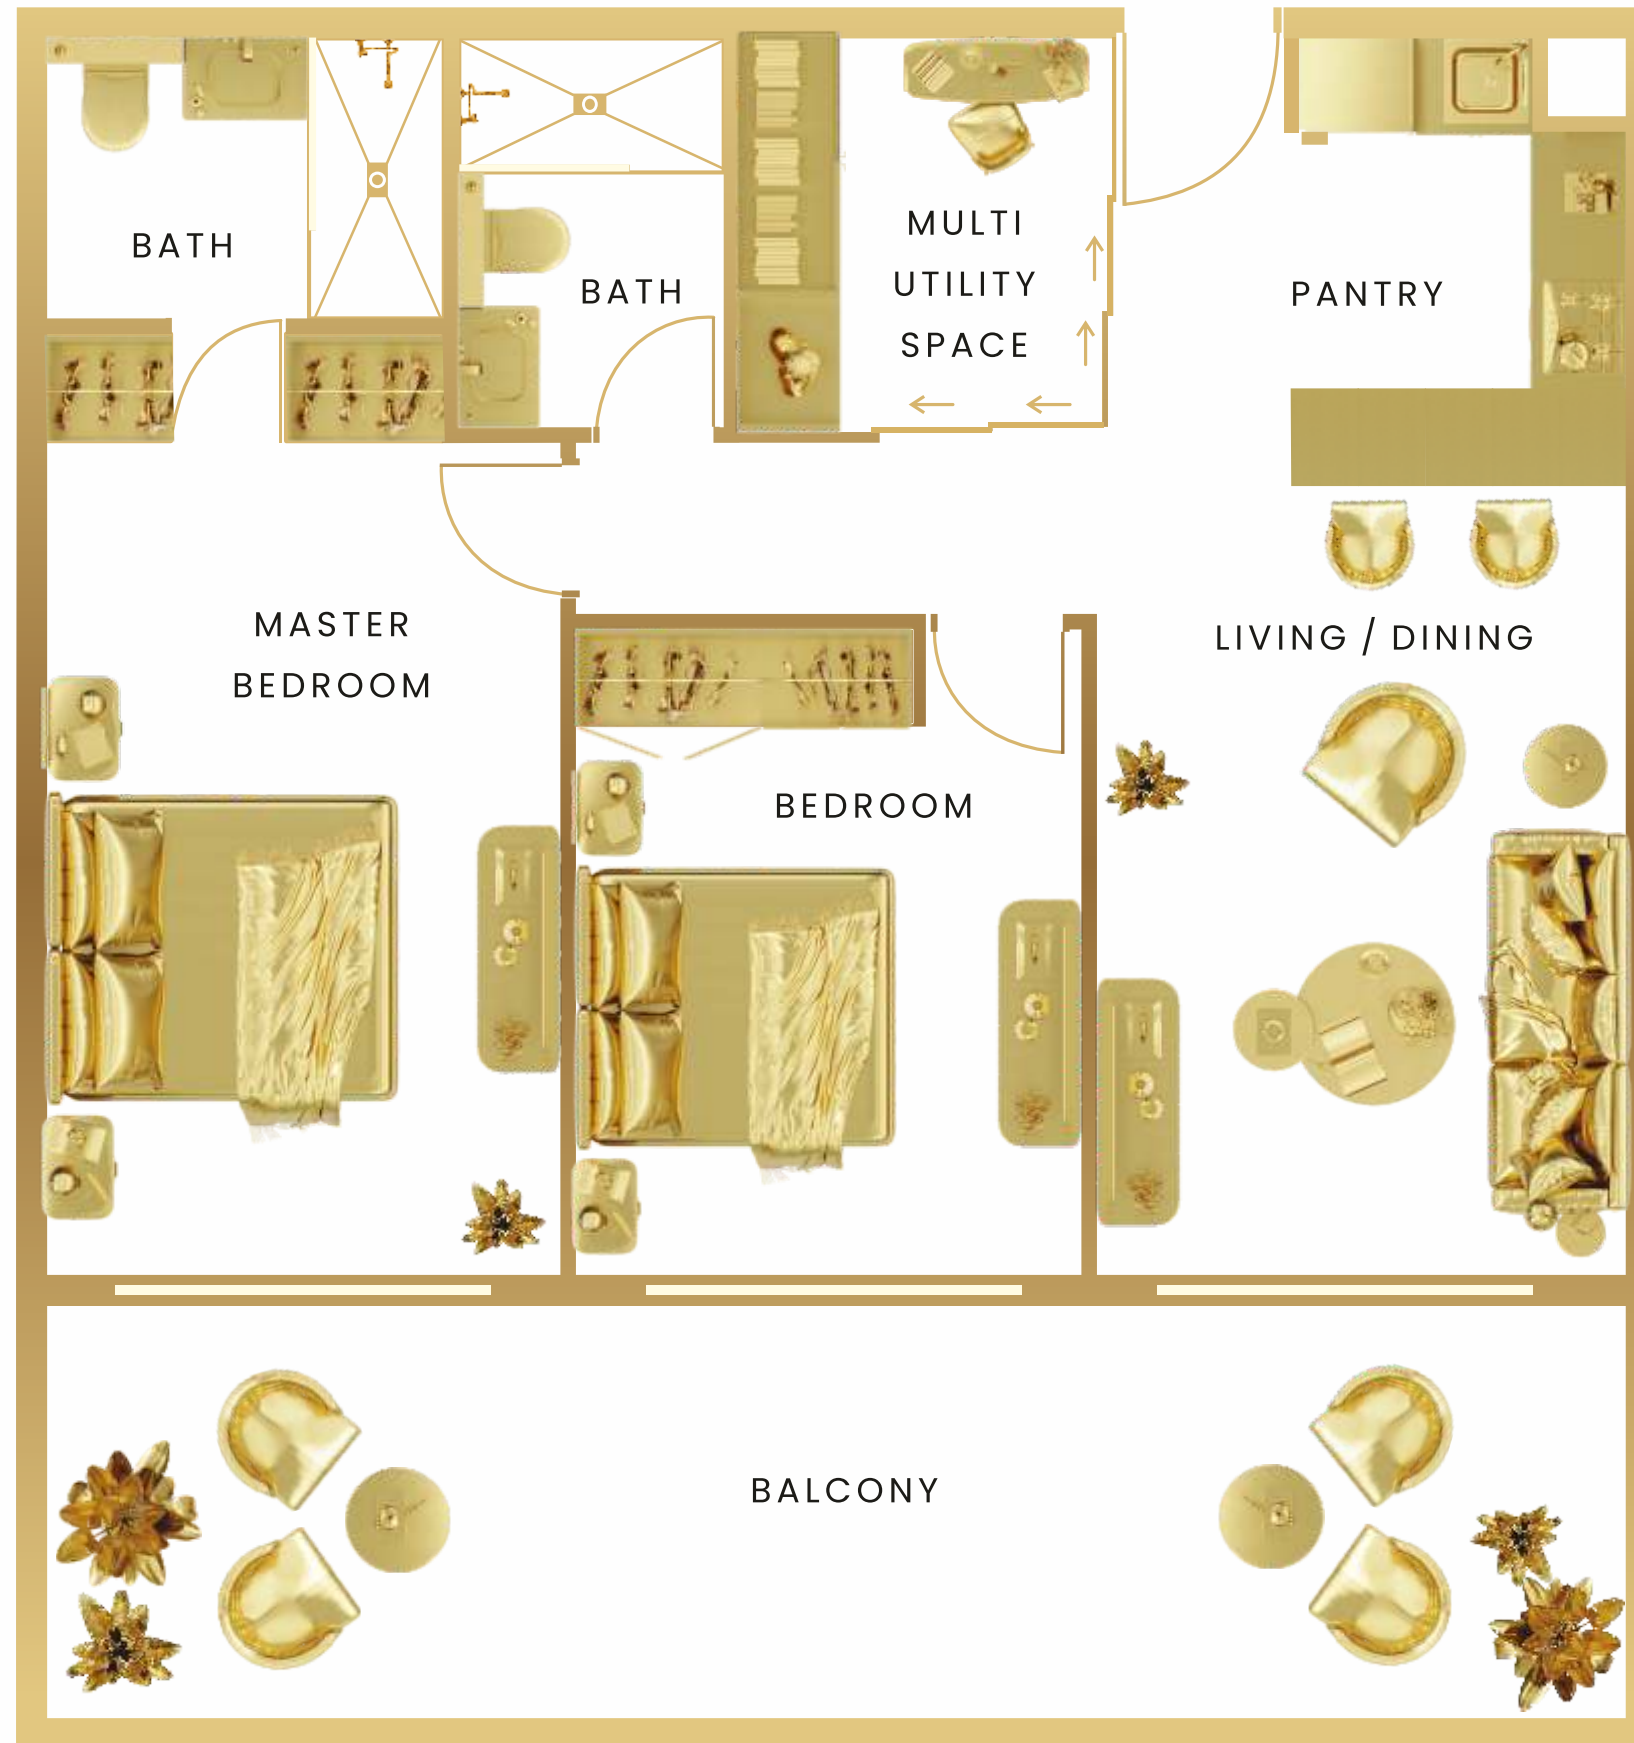 BATH
BATH
MULTI
UTILITY
SPACE
PANTRY
MASTER
BEDROOM
LIVING / DINING
BEDROOM
BALCONY